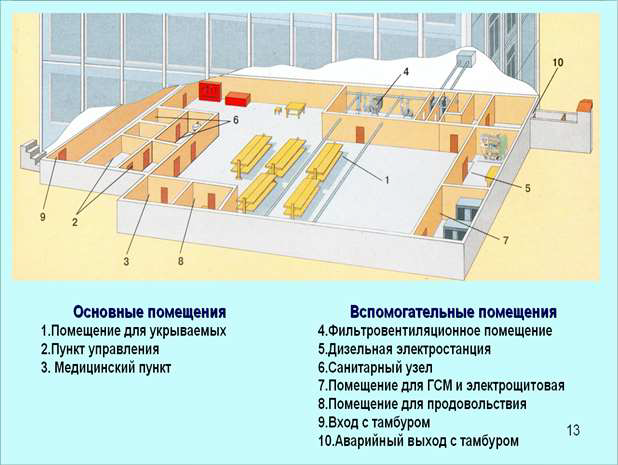 10
4
6
1
5
9
2
7
3
8
Основные помещения
1.Помещение для укрываемых
2.Пункт управления
3. Медицинский пункт
Вспомогательные помещения
4.Фильтровентиляционное помещение
5.Дизельная электростанция
6.Санитарный узел
7.Помещение для ГСМ и электрощитовая
8.Помещение для продовольствия
9.Вход с тамбуром
10.Аварийный выход с тамбуром
13